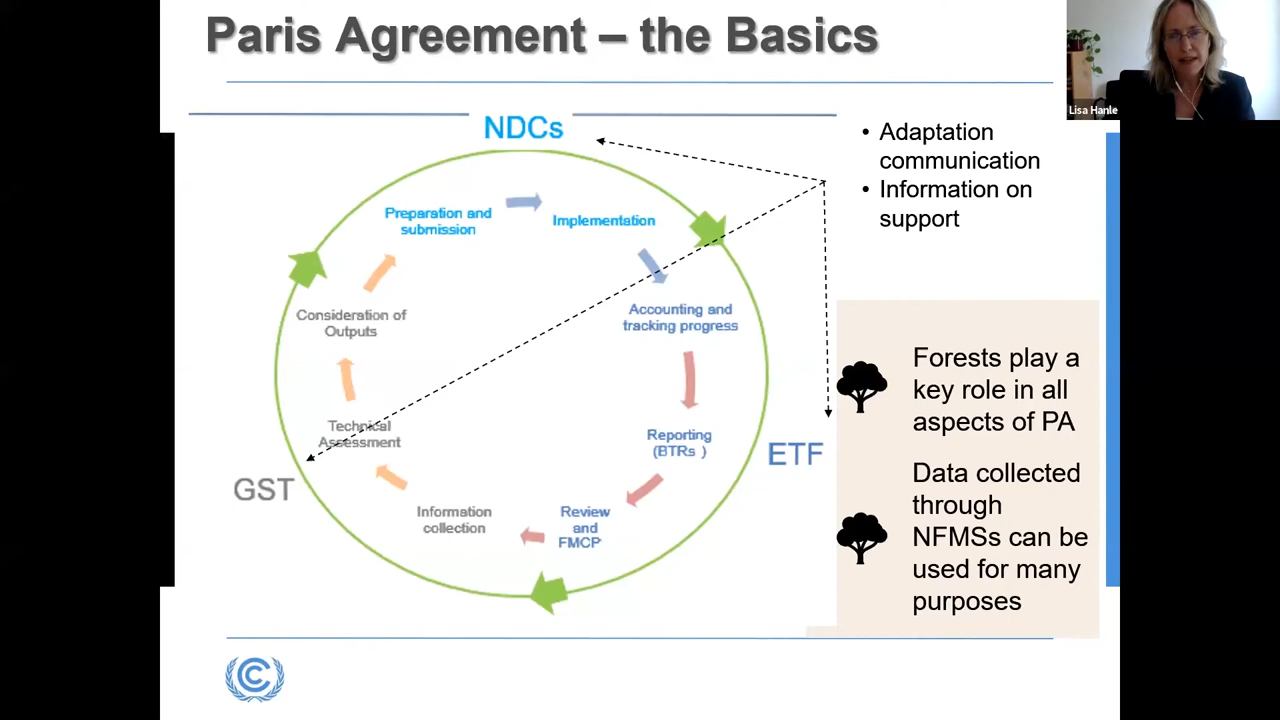 Paris Agreement – the Basics
Lisa Hanle
NDCs
Preparation and
submission
Implementation
Accounting and
tracking progress
Reporting
(BTRs )
Review
and
FMCP
Information
collection
Technical
Assessment
Consideration of
Outputs
GST
ETF
• Adaptation
communication
• Information on
support
Forests play a
key role in all
aspects of PA
Data collected
through
NFMSs can be
used for many
purposes